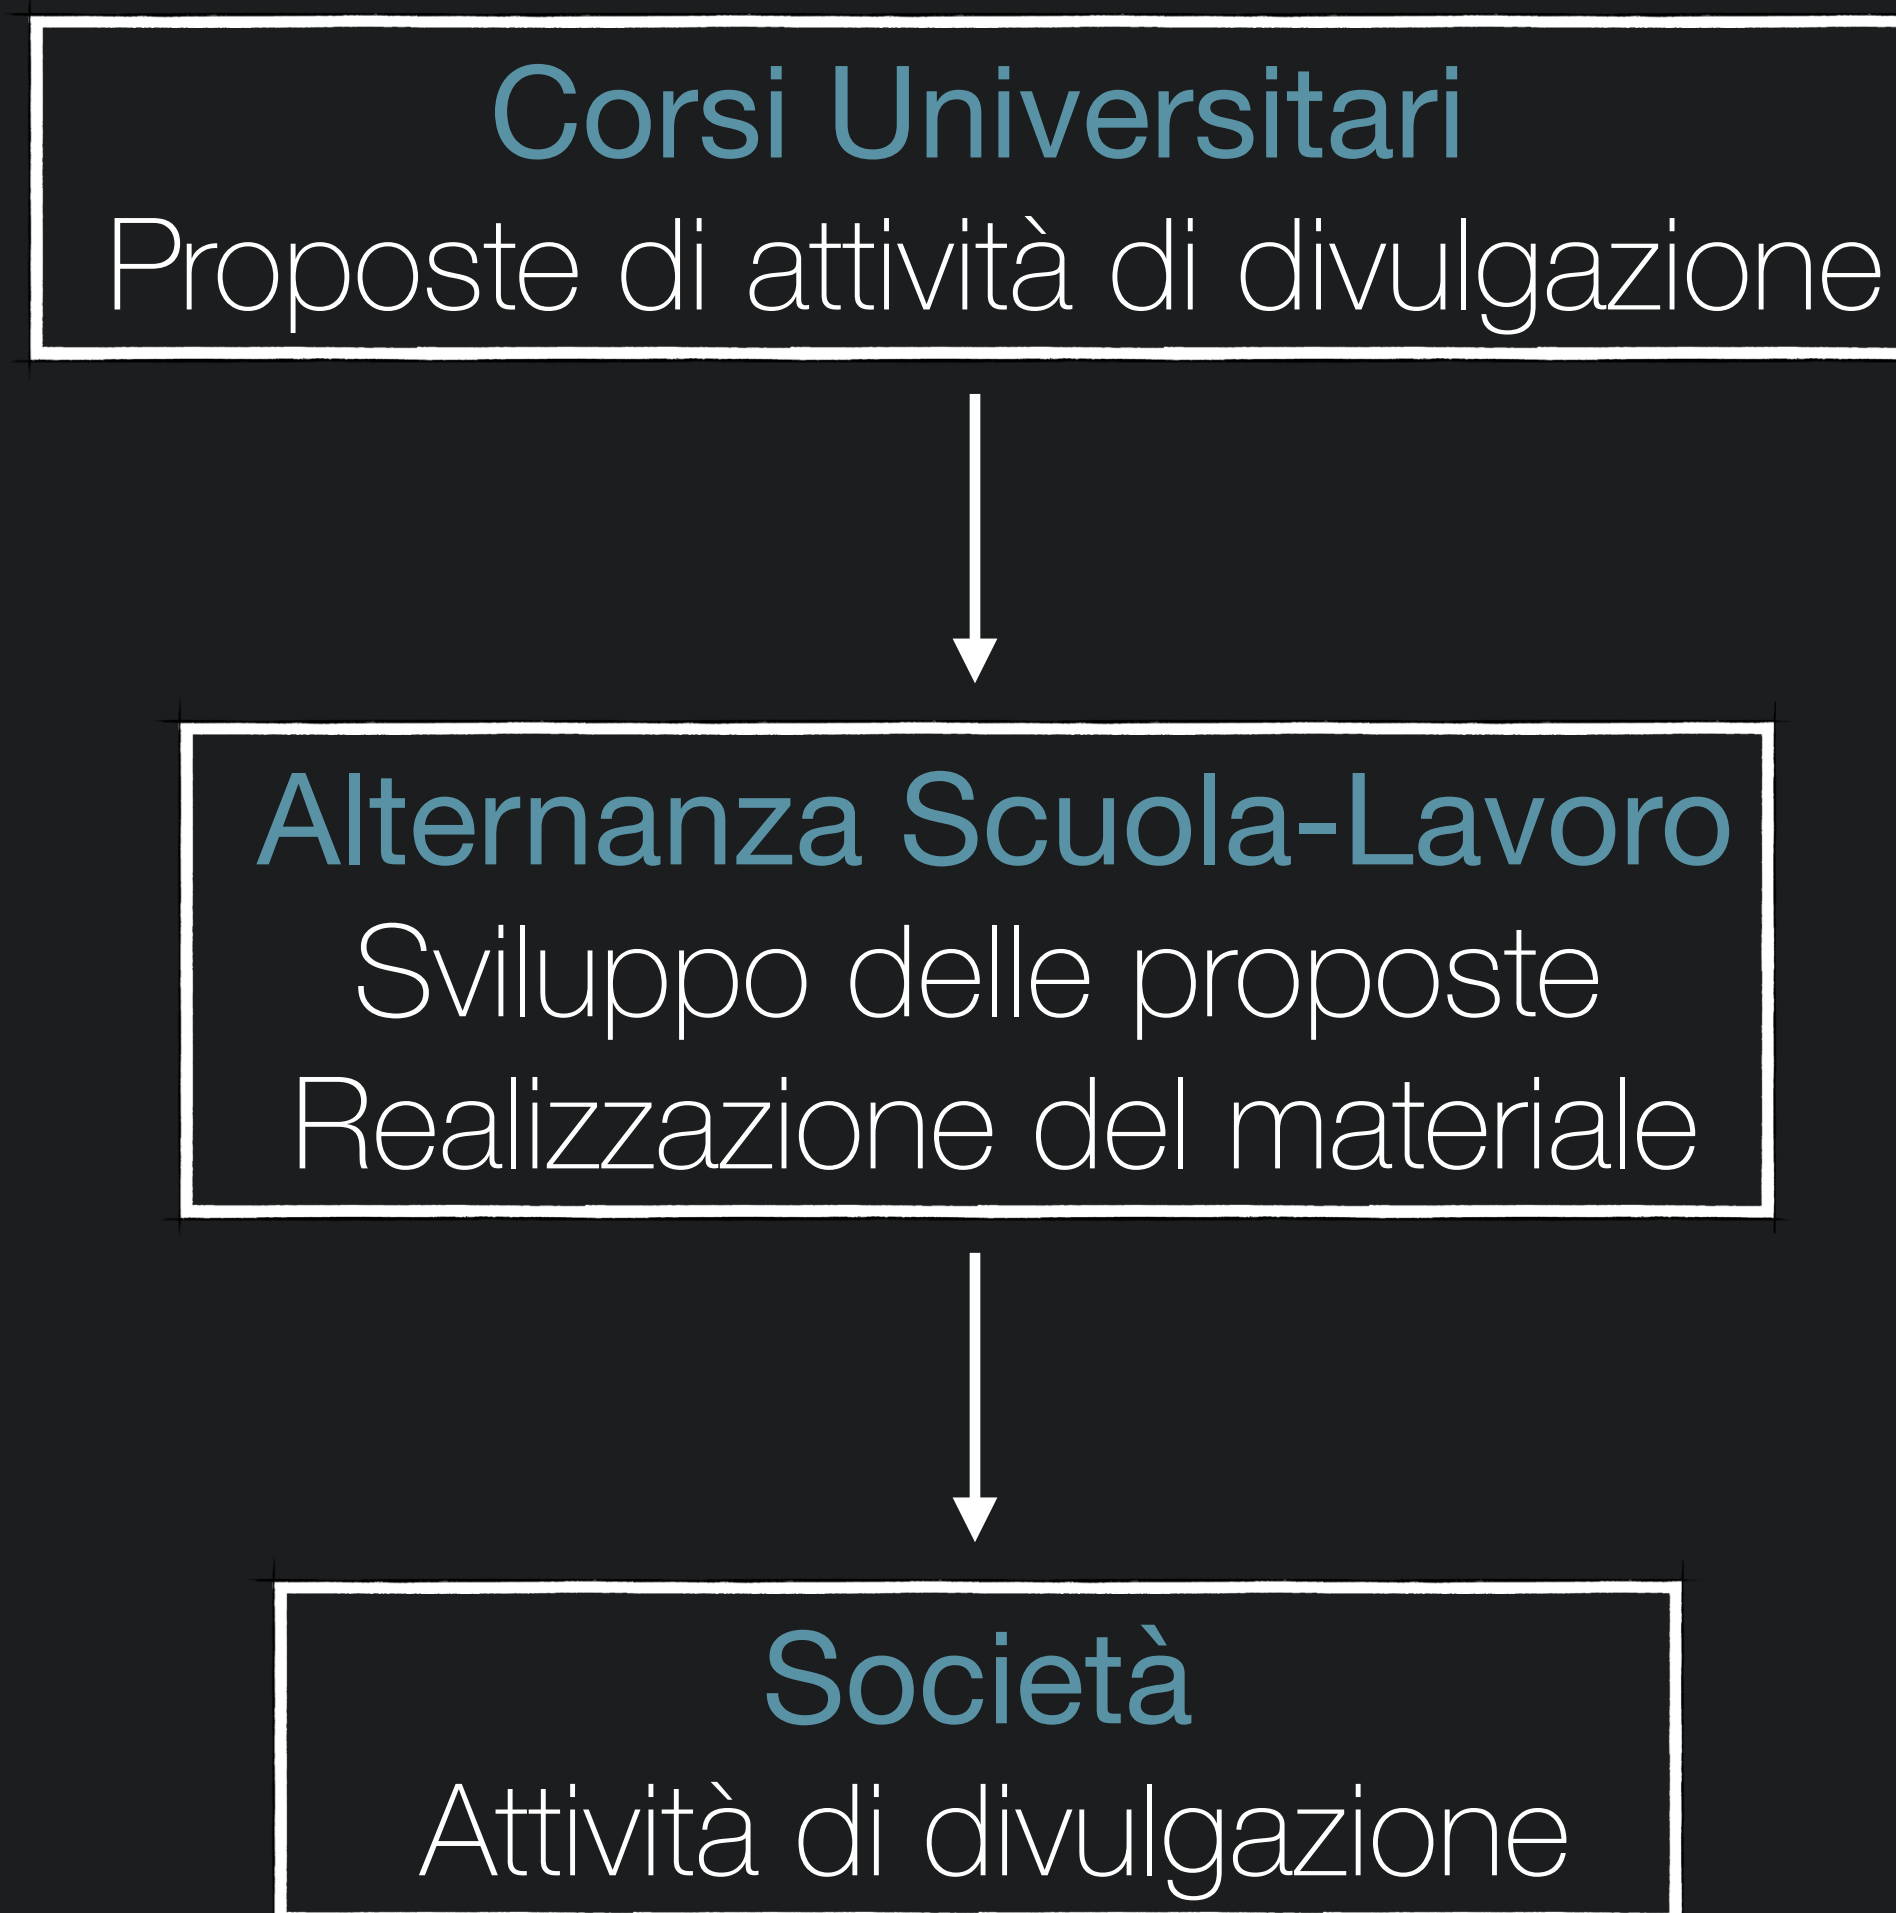 Corsi Universitari
Proposte di attività di divulgazione
Alternanza Scuola-Lavoro
Sviluppo delle proposte
Realizzazione del materiale
Società
Attività di divulgazione